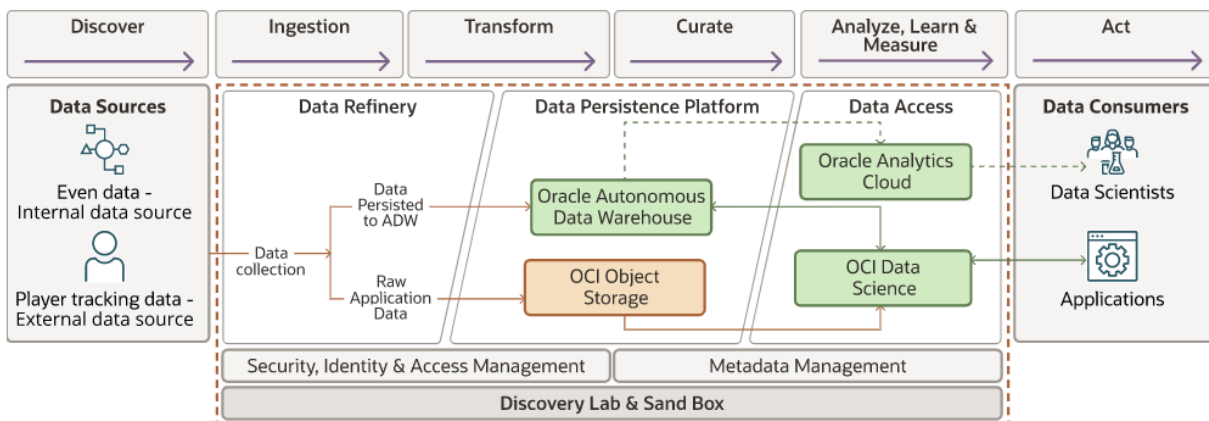 Discover
Ingestion
Transform
Curate
Analyze, Learn &
Measure
Act
Data Sources
Even data -
Internal data source
Player tracking data -
External data source
Data Refinery
Data
collection
Data
Persisted
to ADW
Raw
Application
Data
Data Persistence Platform
Oracle Autonomous
Data Warehouse
OCI Object
Storage
Data Access
Oracle Analytics
Cloud
OCI Data
Science
Data Consumers
Data Scientists
Applications
Security, Identity & Access Management
Metadata Management
Discovery Lab & Sand Box